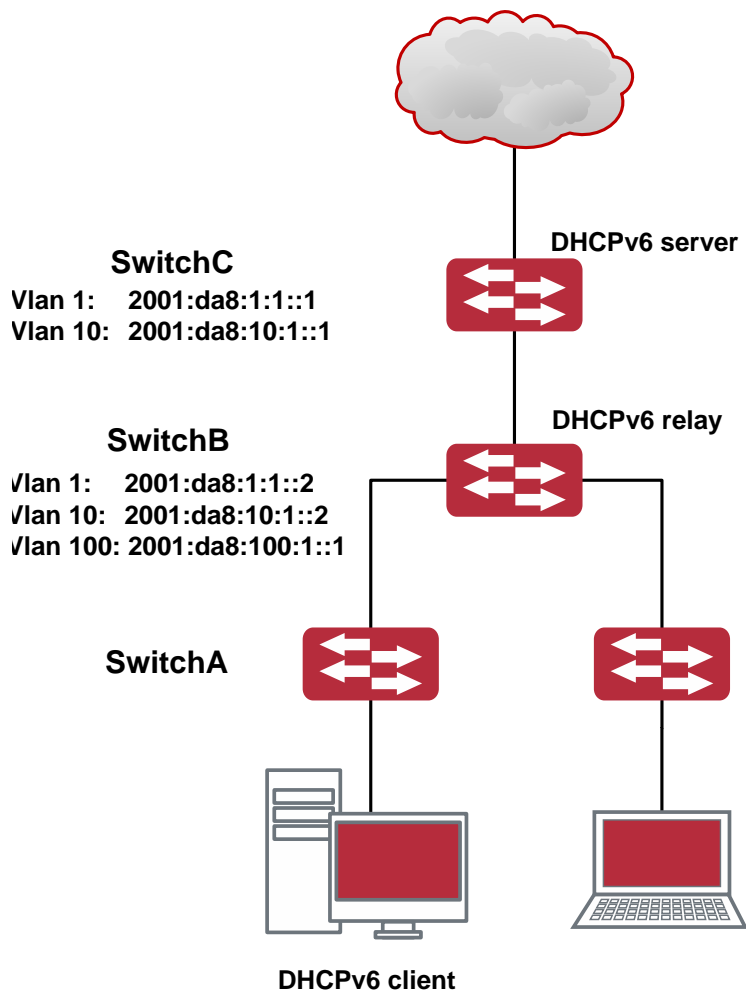 DHCPv6 server
SwitchC
Vlan 1: 2001:da8:1:1::1
Vlan 10: 2001:da8:10:1::1
DHCPv6 relay
SwitchB
Vlan 1: 2001:da8:1:1::2
Vlan 10: 2001:da8:10:1::2
Vlan 100: 2001:da8:100:1::1
SwitchA
DHCPv6 client